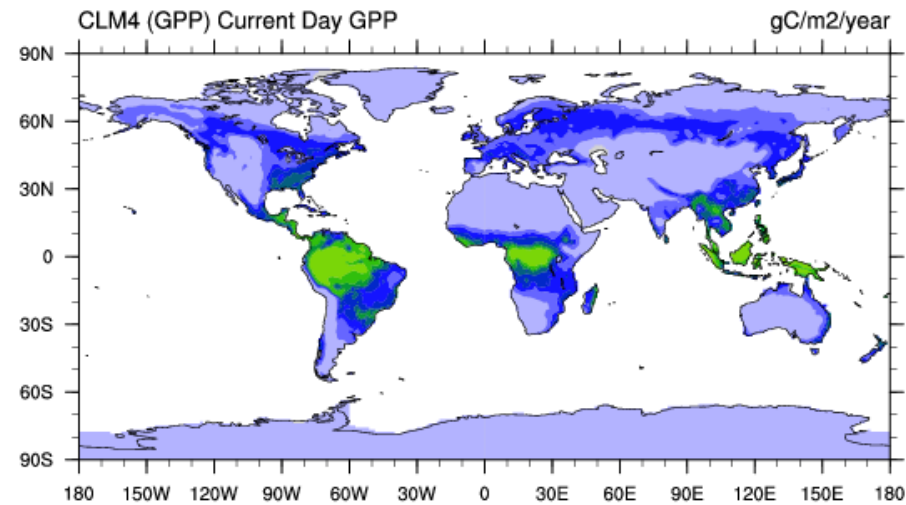 CLM4 (GPP) Current Day GPP gC/m2/year
90N
60N
30N
0
30S
60S
90S
180 150W 120W 90W 60W 30W 0 30E 60E 90E 120E 150E 180